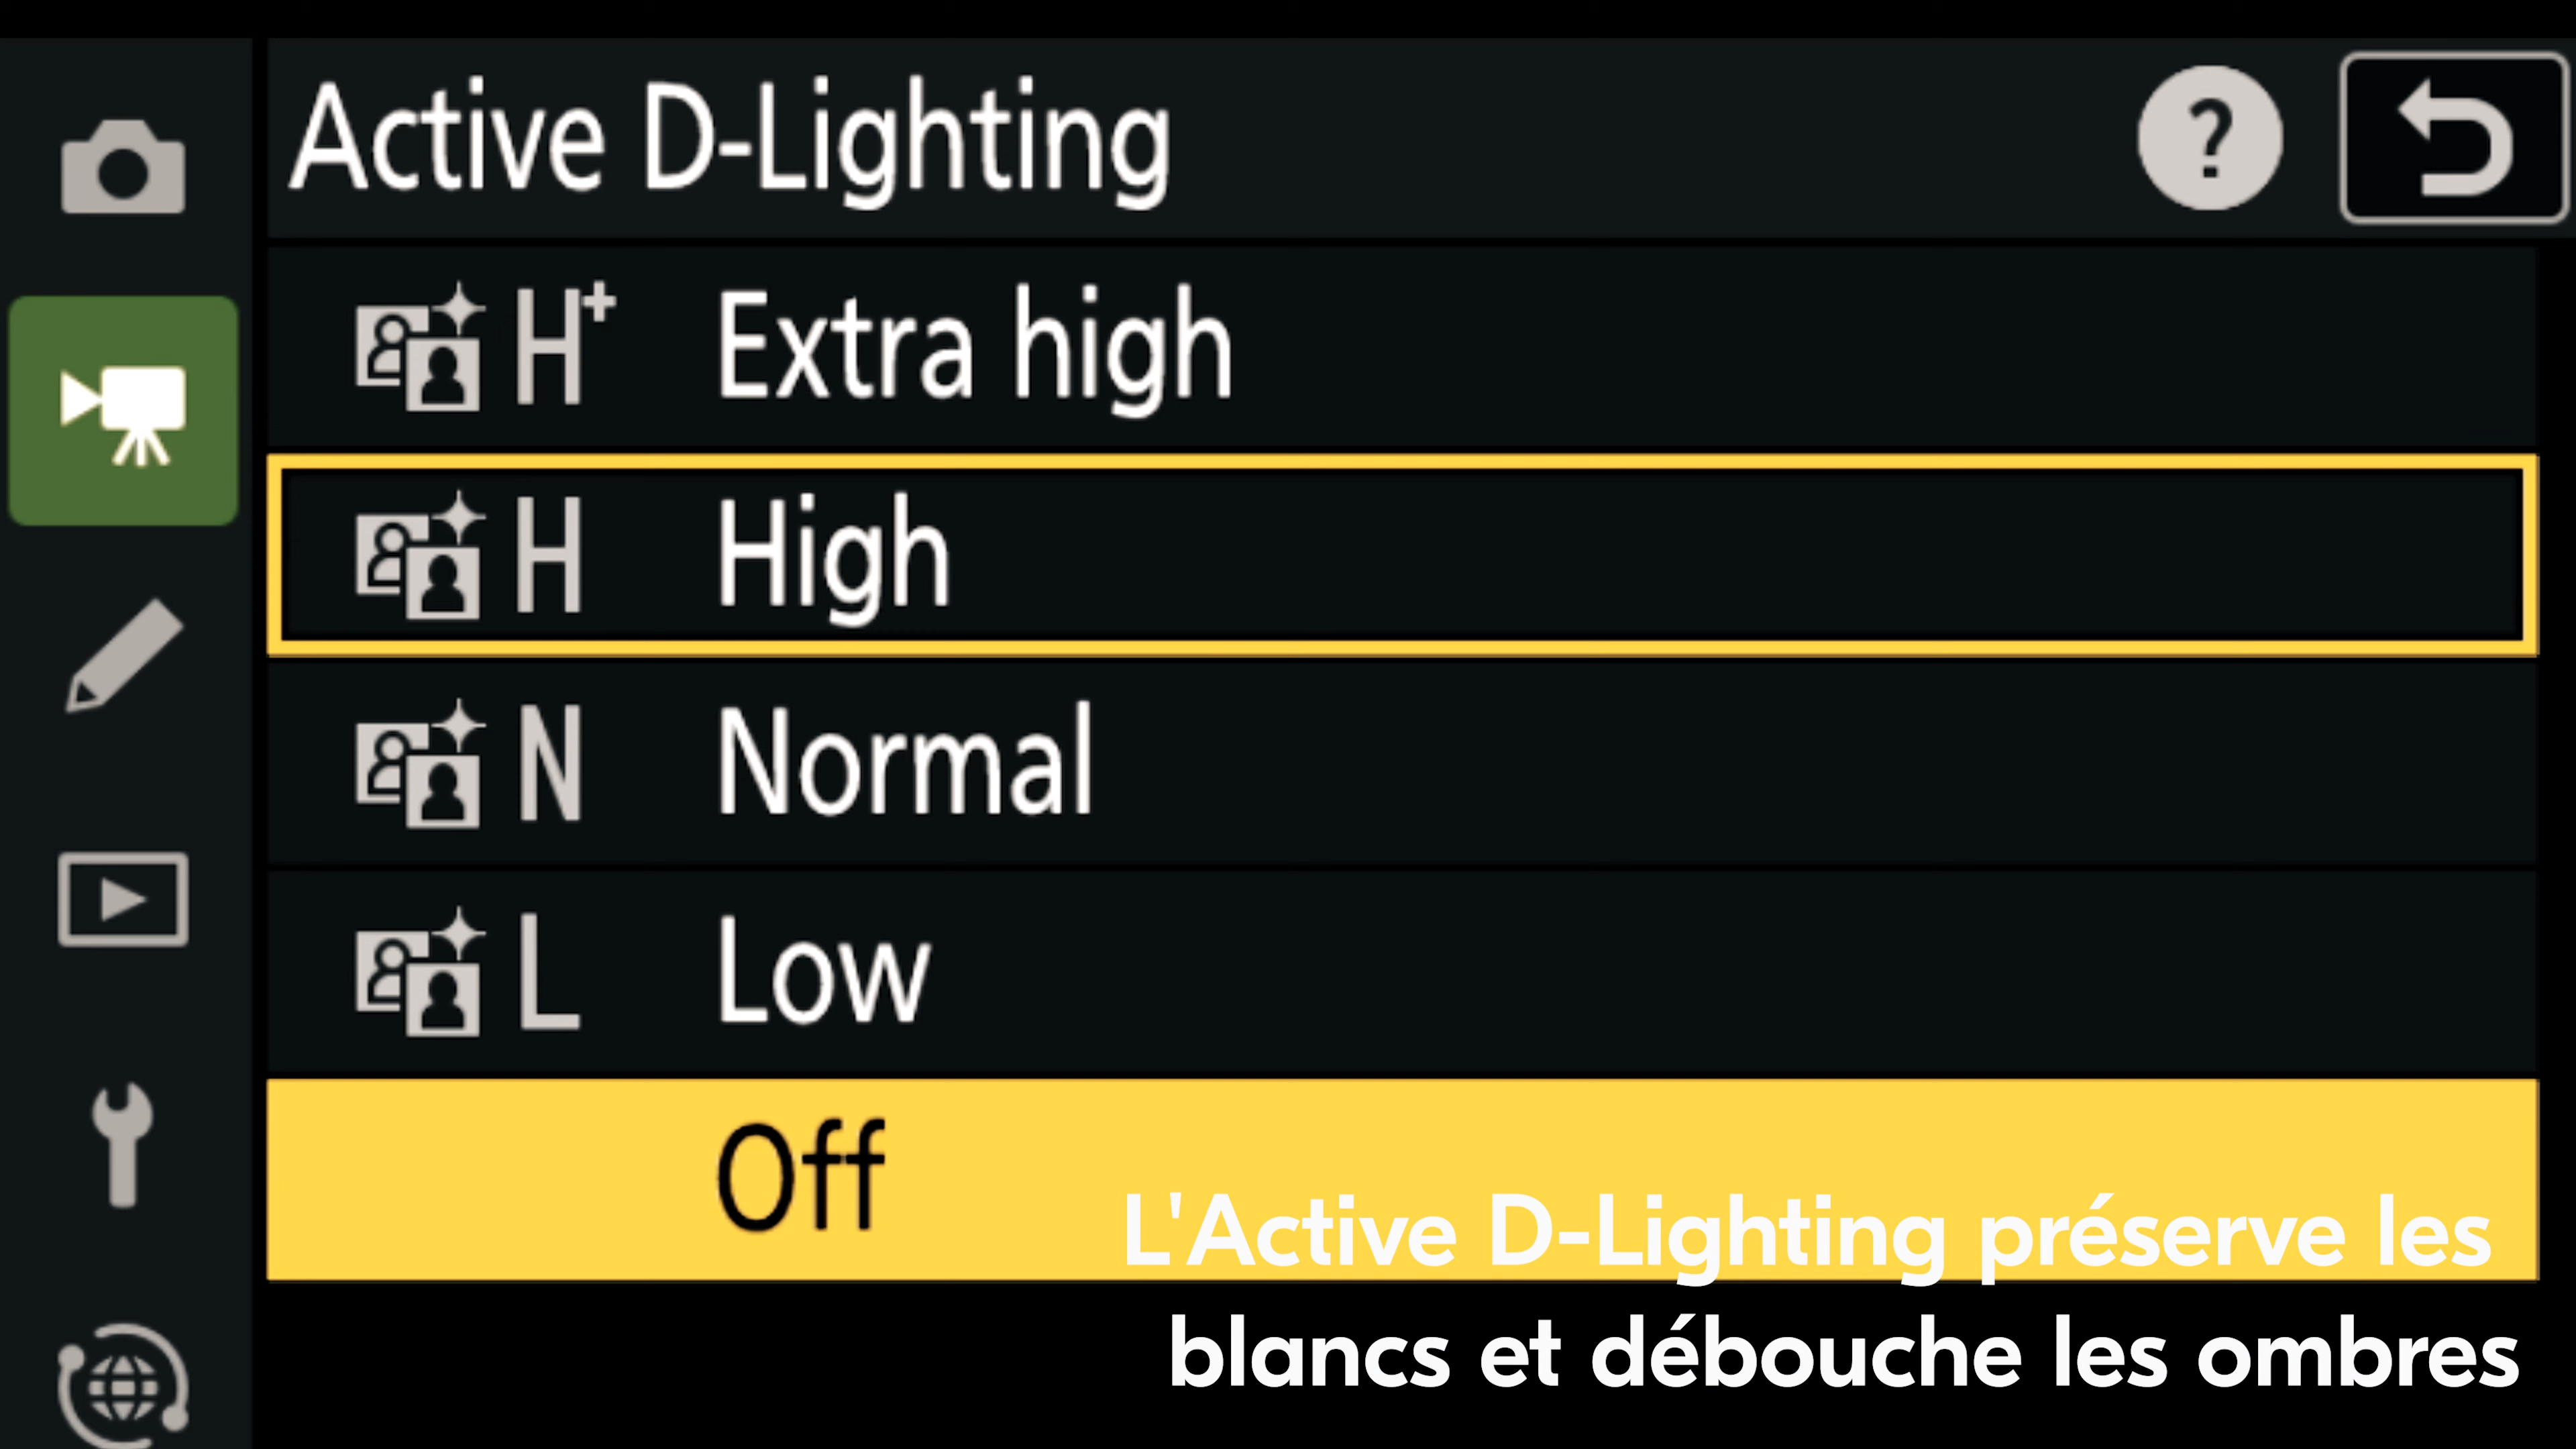 Active D-Lighting ?
H+ Extra high
H High
N Normal
L Low
Off
L'Active D-Lighting préserve les
blancs et débouche les ombres